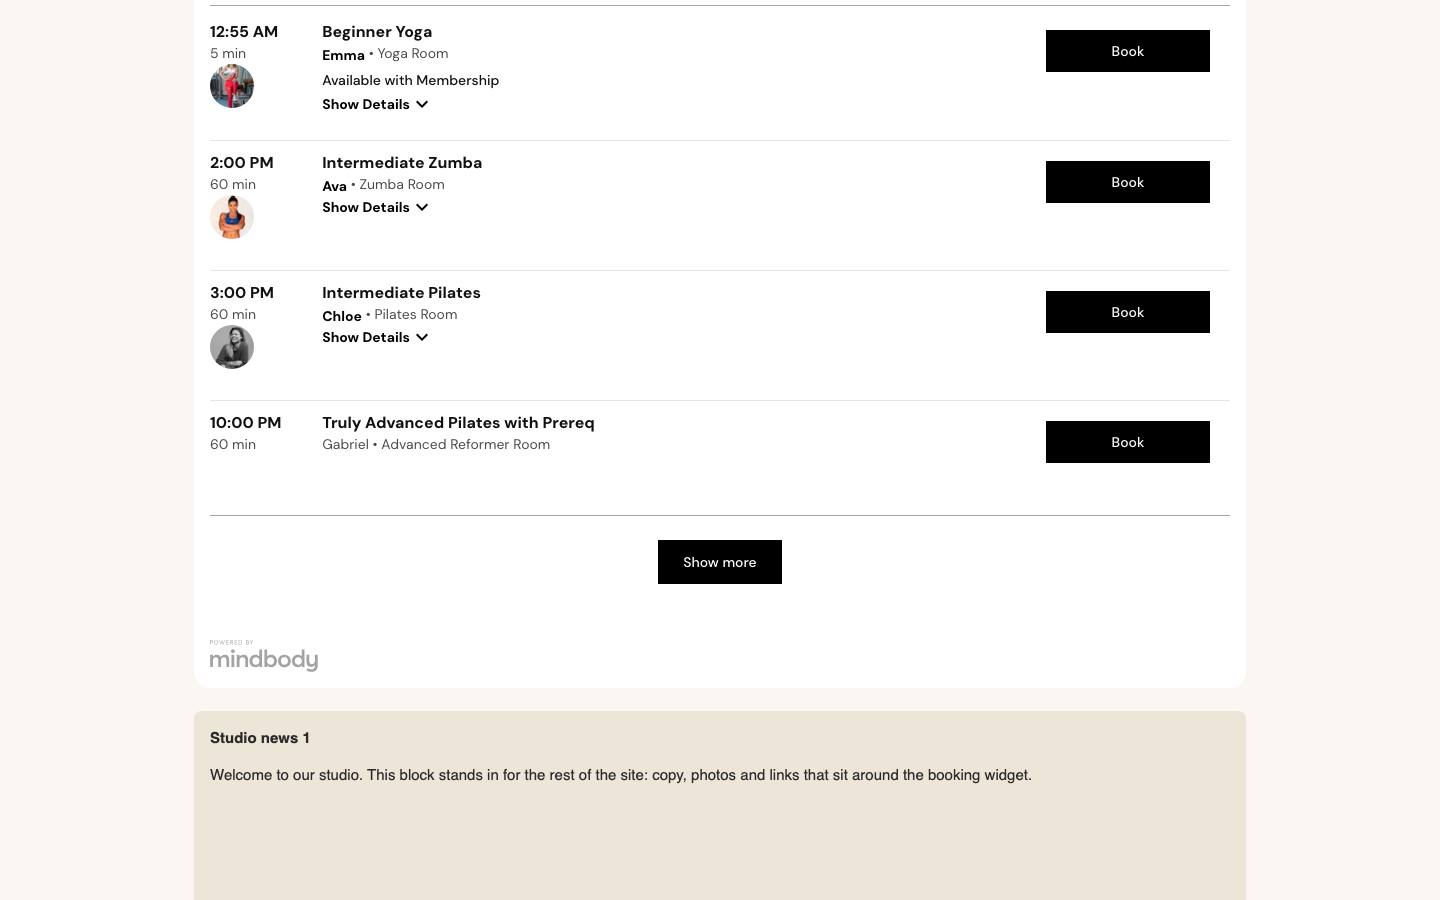 12:55 AM
5 min
Beginner Yoga
Emma • Yoga Room
Available with Membership
Show Details
Book
2:00 PM
60 min
Intermediate Zumba
Ava • Zumba Room
Show Details
Book
3:00 PM
60 min
Intermediate Pilates
Chloe • Pilates Room
Show Details
Book
10:00 PM
60 min
Truly Advanced Pilates with Prereq
Gabriel • Advanced Reformer Room
Book
Show more
POWERED BY
mindbody
Studio news 1
Welcome to our studio. This block stands in for the rest of the site: copy, photos and links that sit around the booking widget.